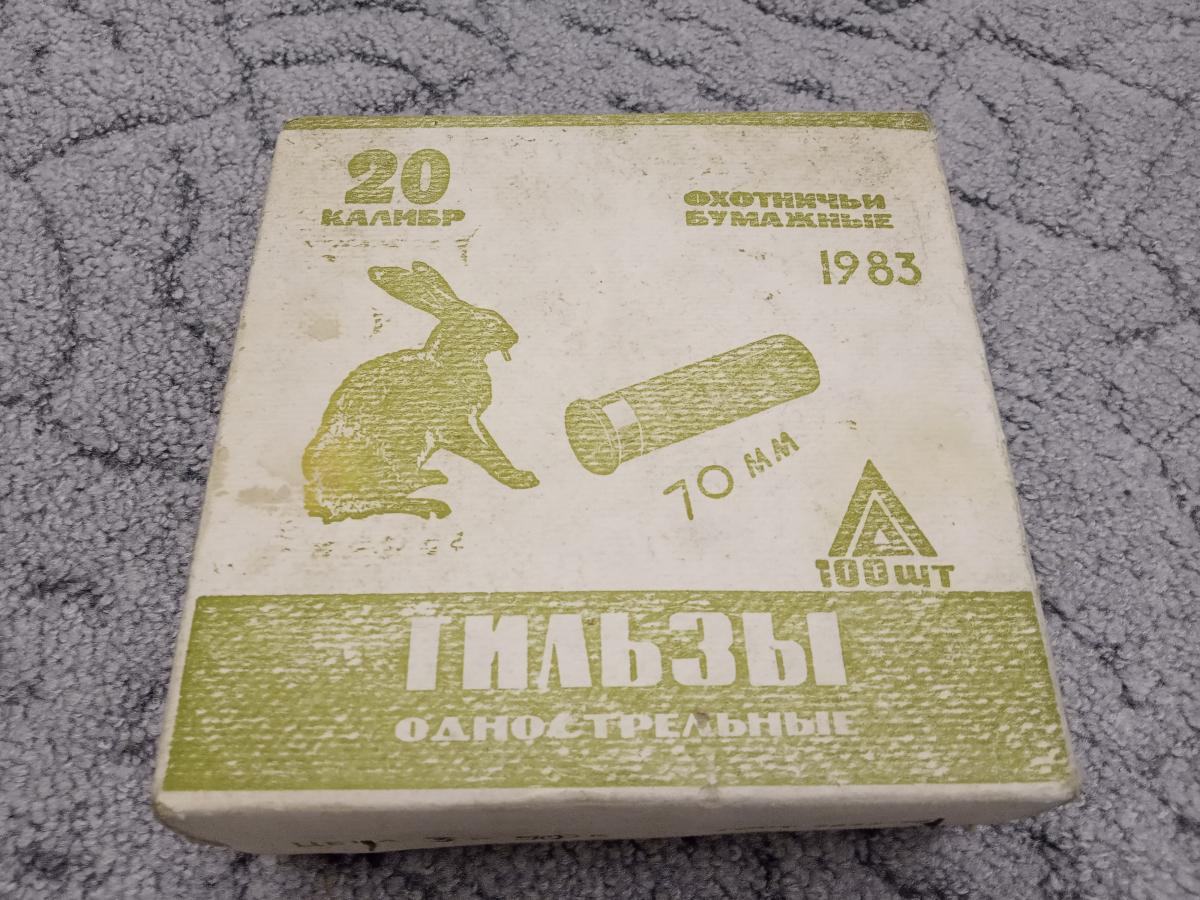 20
КАЛИБР
ОХОТНИЧЬИ
БУМАЖНЫЕ
1983
70 мм
100 шт
ГИЛЬЗЫ
ОДНОСТРЕЛЬНЫЕ